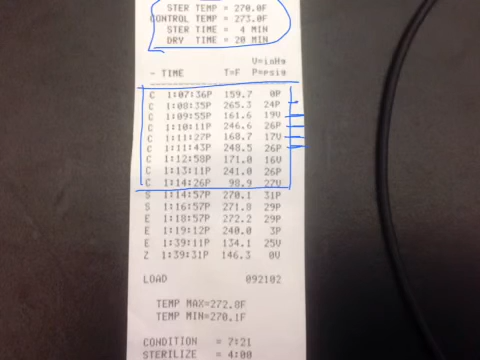 STER TEMP = 270.0F
CONTROL TEMP = 273.0F
STER TIME = 4 MIN
DRY TIME = 20 MIN
V=inHg
- TIME T=F P=psig
C 1:07:36P 159.7 0P
C 1:08:35P 265.3 24P
C 1:09:55P 161.6 19V
C 1:10:11P 246.6 26P
C 1:11:27P 168.7 17V
C 1:11:43P 248.5 26P
C 1:12:58P 171.0 16V
C 1:13:11P 241.0 26P
C 1:14:26P 98.9 27V
S 1:14:57P 270.1 31P
S 1:16:57P 271.8 29P
E 1:18:57P 272.2 29P
E 1:19:12P 240.0 3P
E 1:39:11P 134.1 25V
Z 1:39:31P 146.3 0V
LOAD 092102
TEMP MAX=272.8F
TEMP MIN=270.1F
CONDITION = 7:21
STERILIZE = 4:00